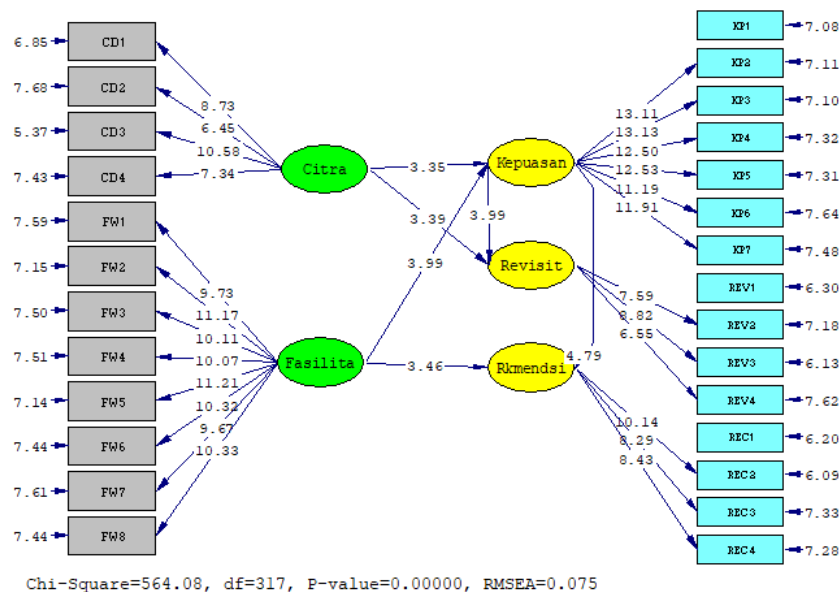 6.85 CD1
7.68 CD2
5.37 CD3
7.43 CD4
7.59 FW1
7.15 FW2
7.50 FW3
7.51 FW4
7.14 FW5
7.44 FW6
7.61 FW7
7.44 FW8
8.73
6.45
10.58
7.34
9.73
11.17
10.11
10.07
11.21
10.32
9.67
10.33
Citra
Fasilita
3.35
3.39
3.99
3.46
Kepuasan
3.99
Revisit
Rkmendsi
4.79
13.11
13.13
12.50
12.53
11.19
11.91
7.59
8.82
6.55
10.14
8.29
8.43
KP1 7.08
KP2 7.11
KP3 7.10
KP4 7.32
KP5 7.31
KP6 7.64
KP7 7.48
REV1 6.30
REV2 7.18
REV3 6.13
REV4 7.62
REC1 6.20
REC2 6.09
REC3 7.33
REC4 7.28
Chi-Square=564.08, df=317, P-value=0.00000, RMSEA=0.075